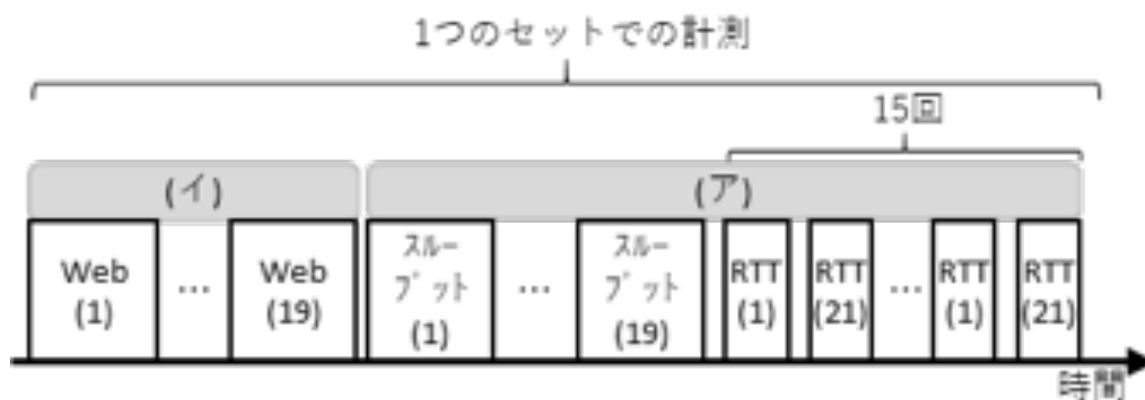 1つのセットでの計測
15回
(イ)
(ア)
Web
(1)
…
Web
(19)
スルー
プット
(1)
…
スルー
プット
(19)
RTT
(1)
RTT
(21)
…
RTT
(1)
RTT
(21)
時間